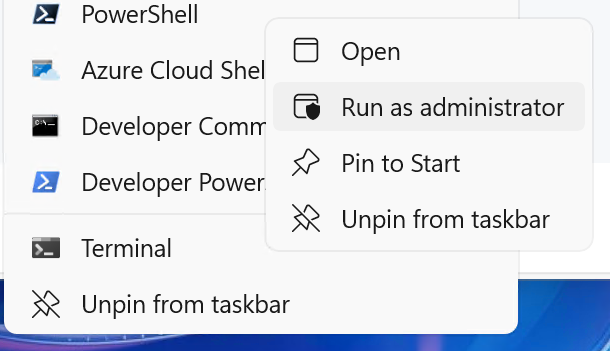 PowerShell
Azure Cloud Shel
Developer Comm
Developer Power
Terminal
Unpin from taskbar
Open
Run as administrator
Pin to Start
Unpin from taskbar